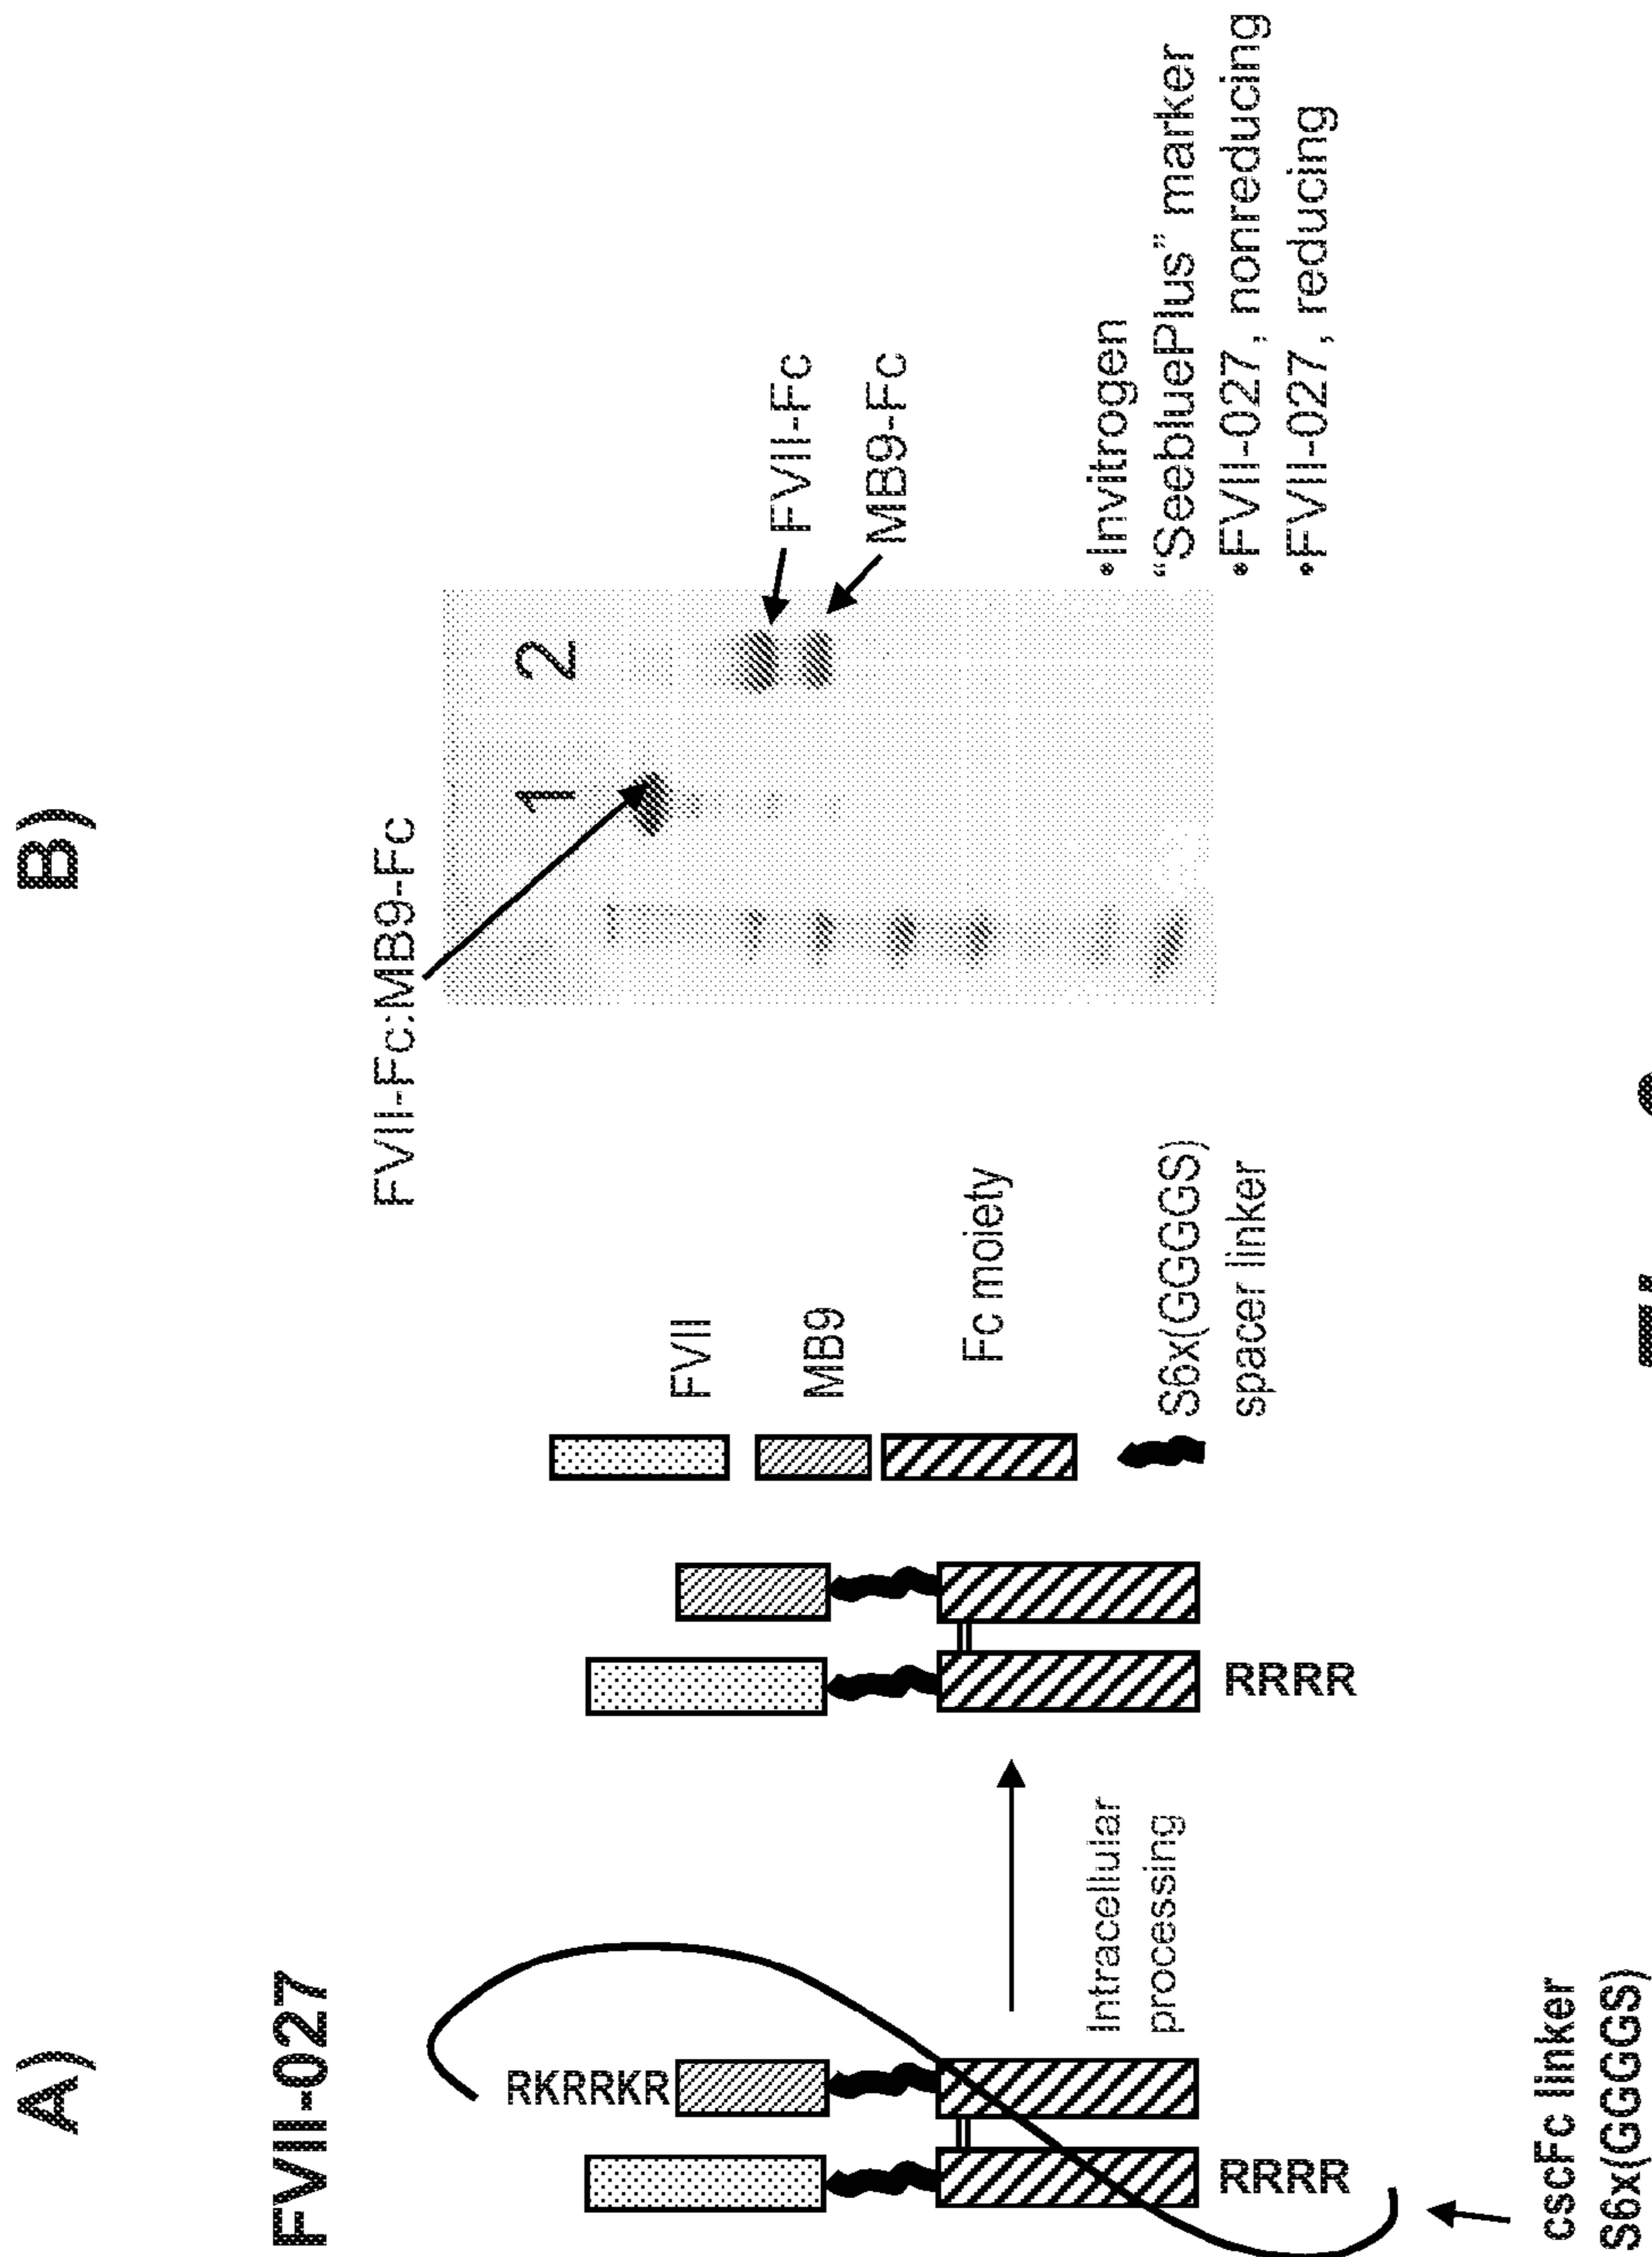 A)
B)
FVII-027
RKRRKR
RRRR
cscFc linker
S6x(GGGGS)
Intracellular
processing
RRRR
FVII
MB9
Fc moiety
S6x(GGGGS)
spacer linker
FVII-Fc:MB9-Fc
1
2
FVII-Fc
MB9-Fc
•Invitrogen
“SeebluePlus” marker
•FVII-027, nonreducing
•FVII-027, reducing